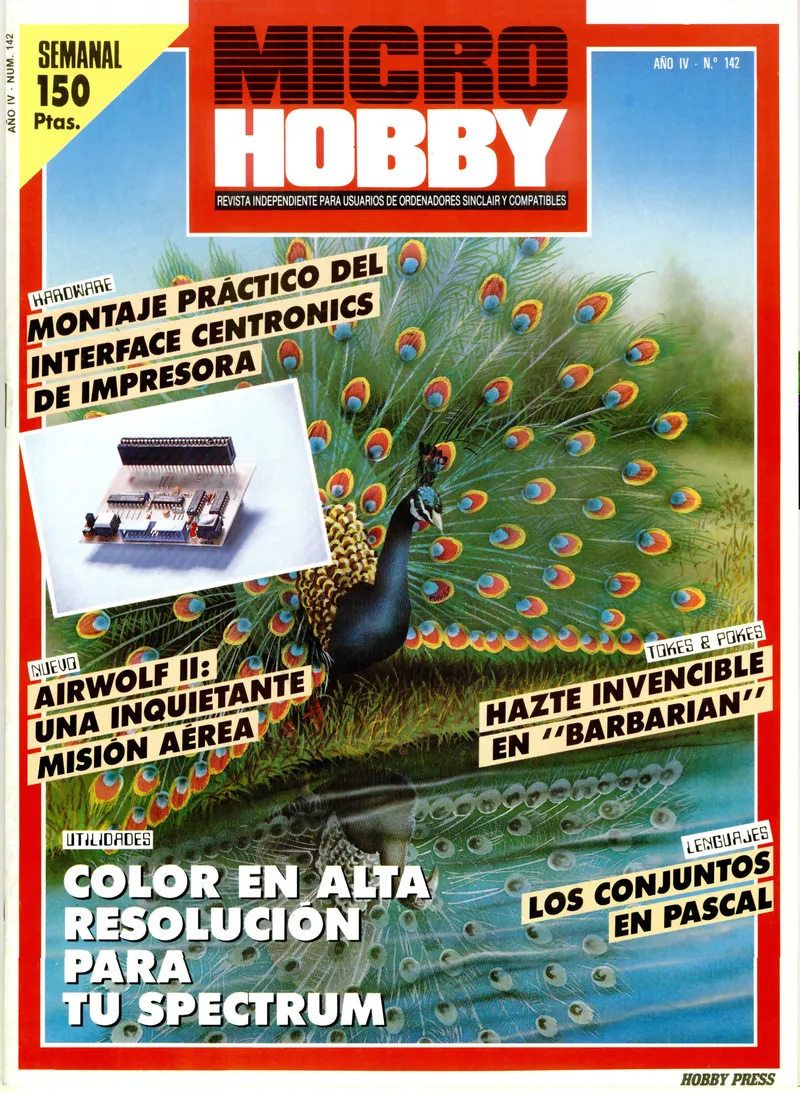 AÑO IV - NUM. 142
SEMANAL
150
Ptas.
MICRO
HOBBY
AÑO IV - N.º 142
REVISTA INDEPENDIENTE PARA USUARIOS DE ORDENADORES SINCLAIR Y COMPATIBLES
HARDWARE
MONTAJE PRÁCTICO DEL
INTERFACE CENTRONICS
DE IMPRESORA
NUEVO
AIRWOLF II:
UNA INQUIETANTE
MISIÓN AÉREA
TOKES & POKES
HAZTE INVENCIBLE
EN "BARBARIAN"
UTILIDADES
COLOR EN ALTA
RESOLUCIÓN
PARA
TU SPECTRUM
LENGUAJES
LOS CONJUNTOS
EN PASCAL
HOBBY PRESS